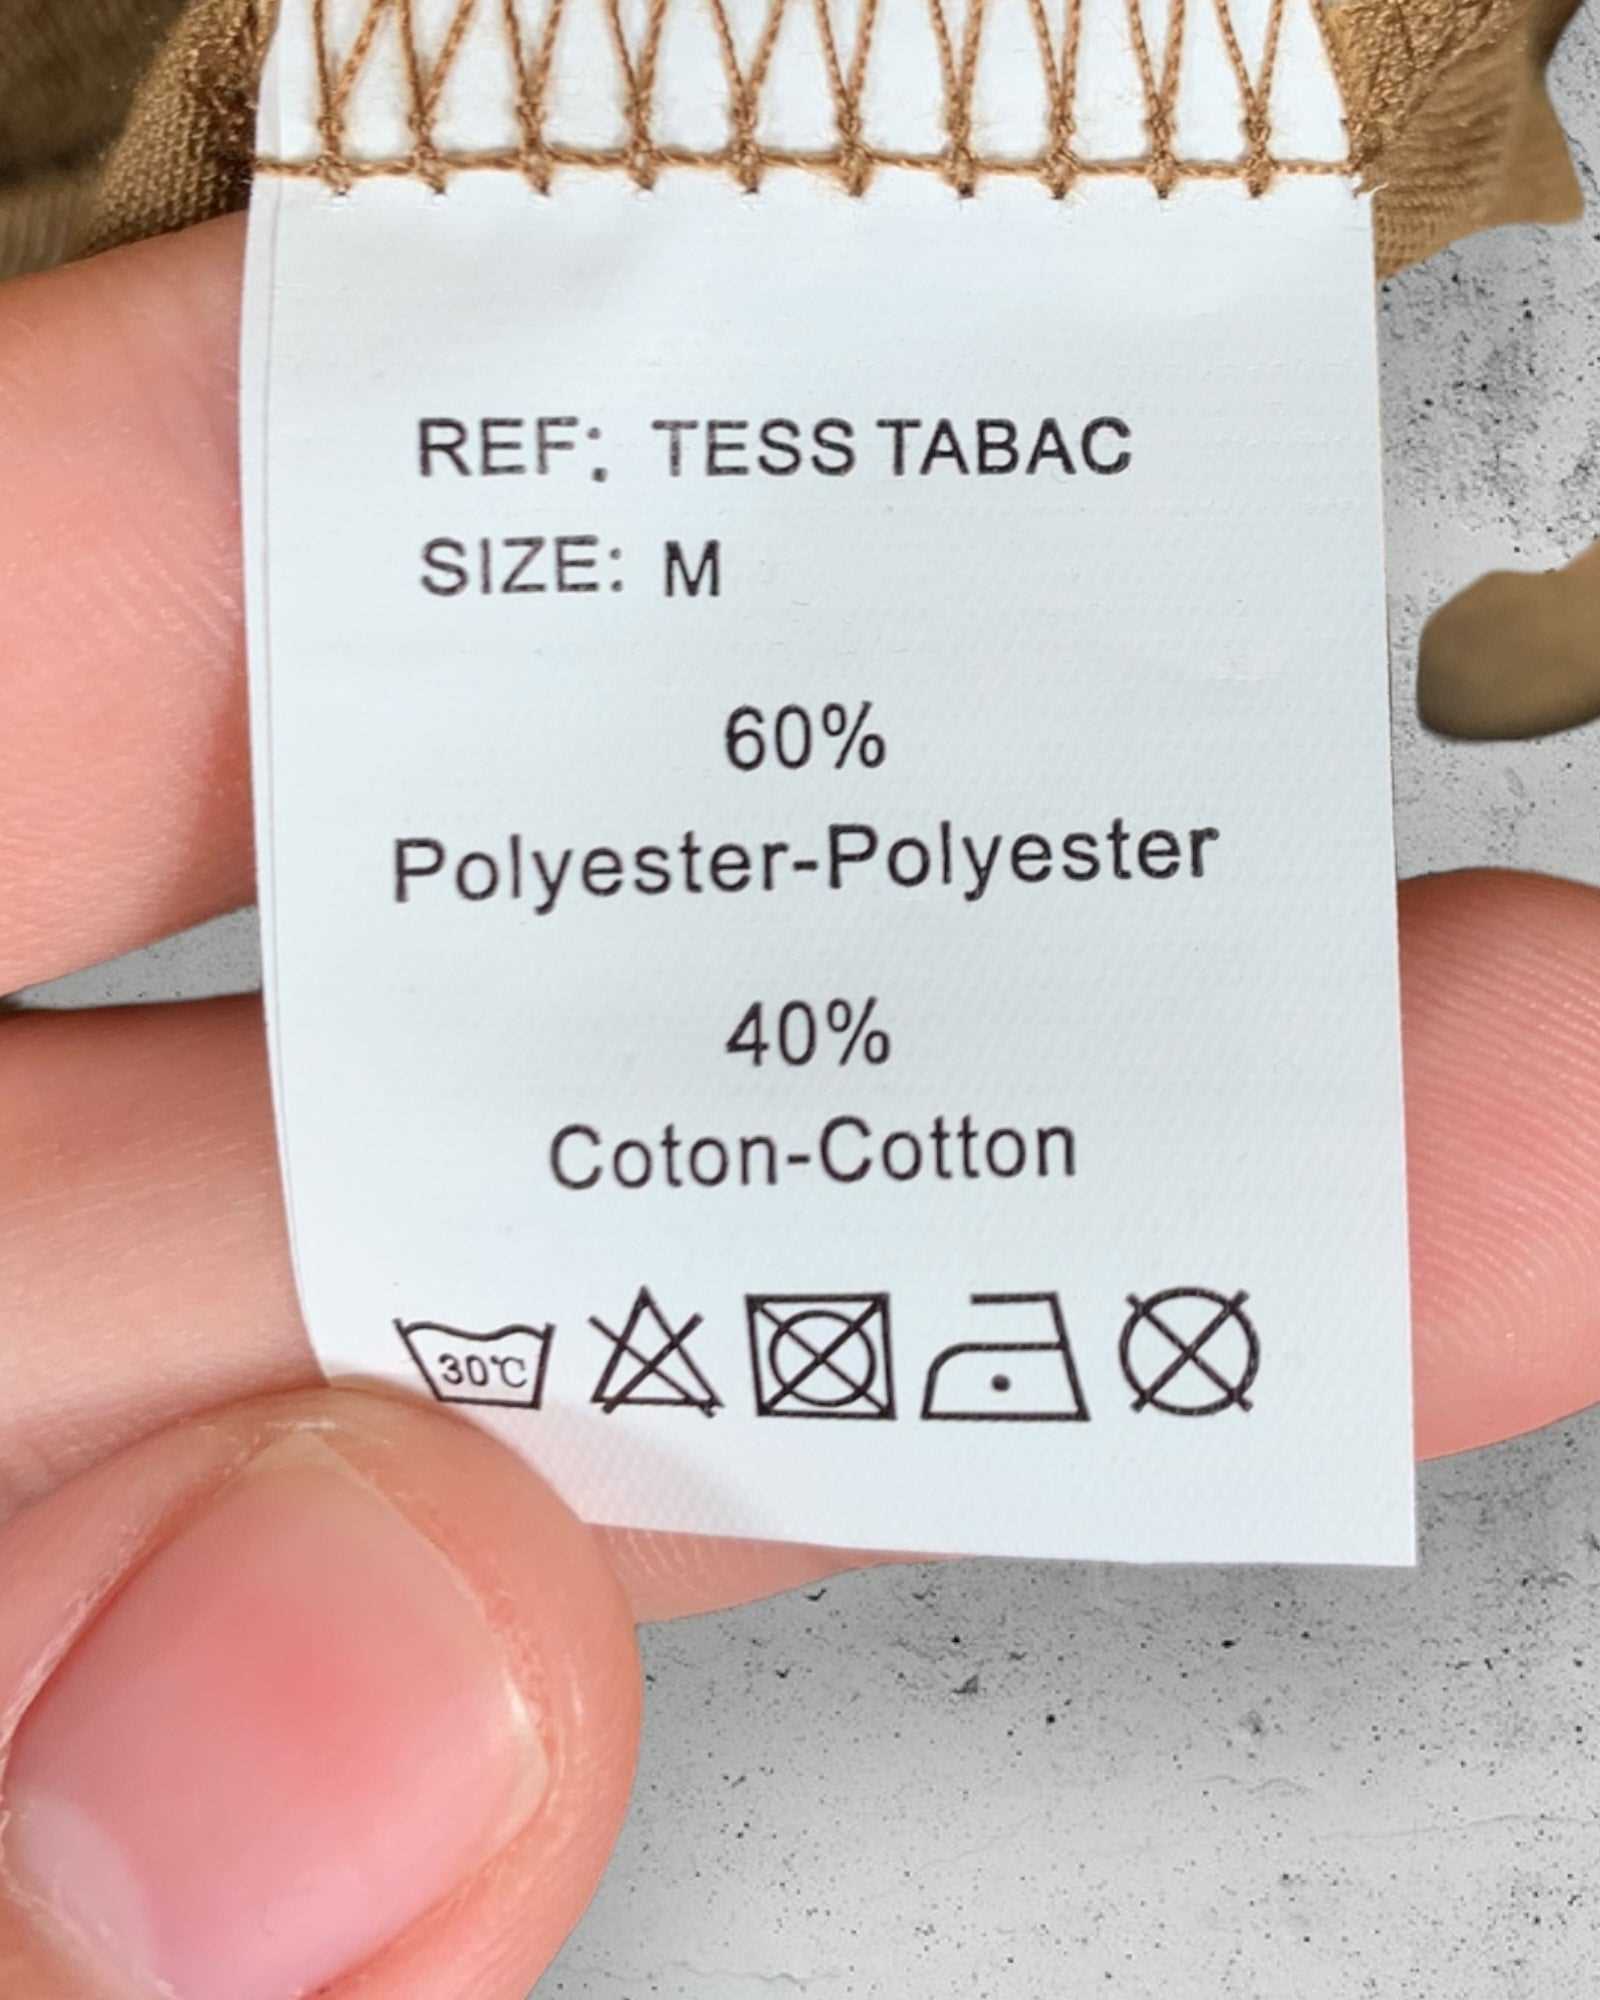 REF: TESS TABAC
SIZE: M
60%
Polyester-Polyester
40%
Coton-Cotton
30℃